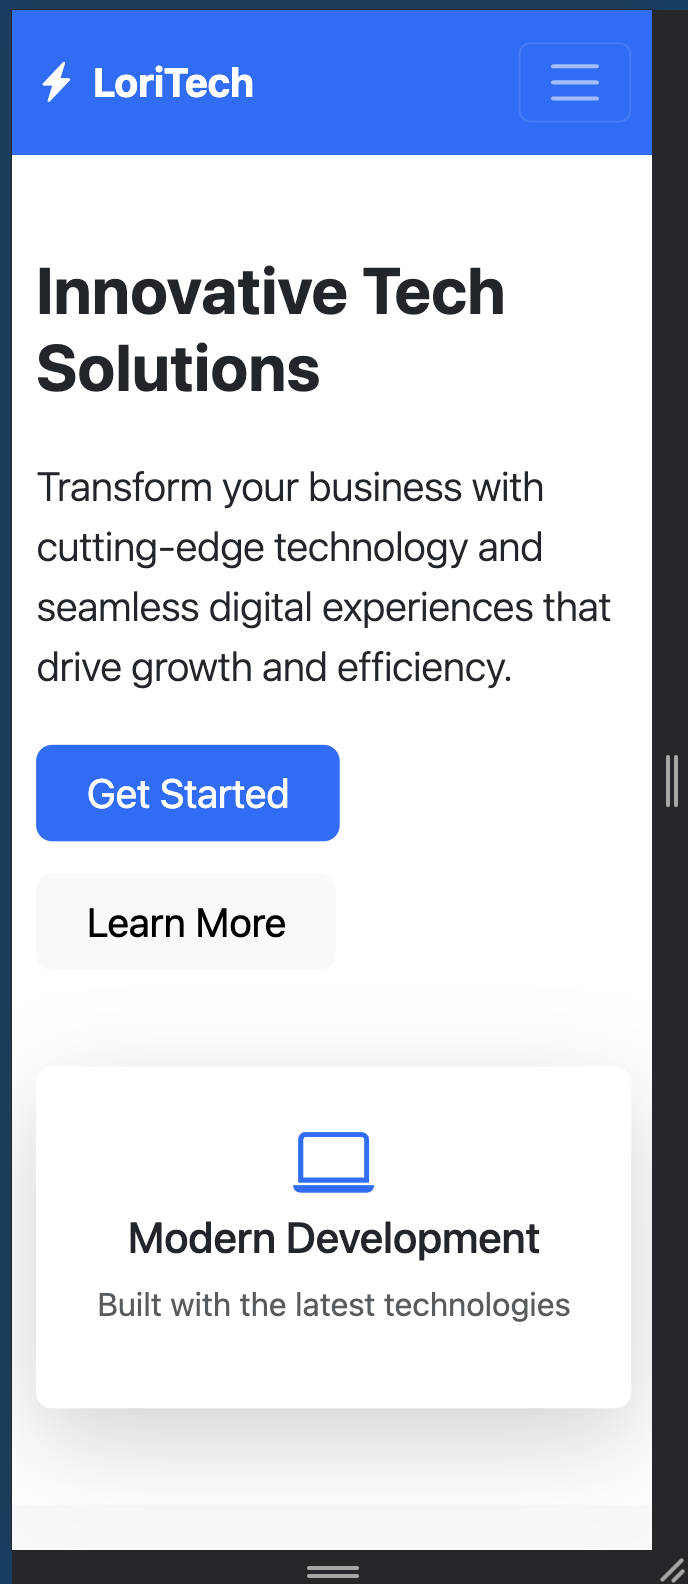 LoriTech
Innovative Tech
Solutions
Transform your business with
cutting-edge technology and
seamless digital experiences that
drive growth and efficiency.
Get Started
Learn More
Modern Development
Built with the latest technologies